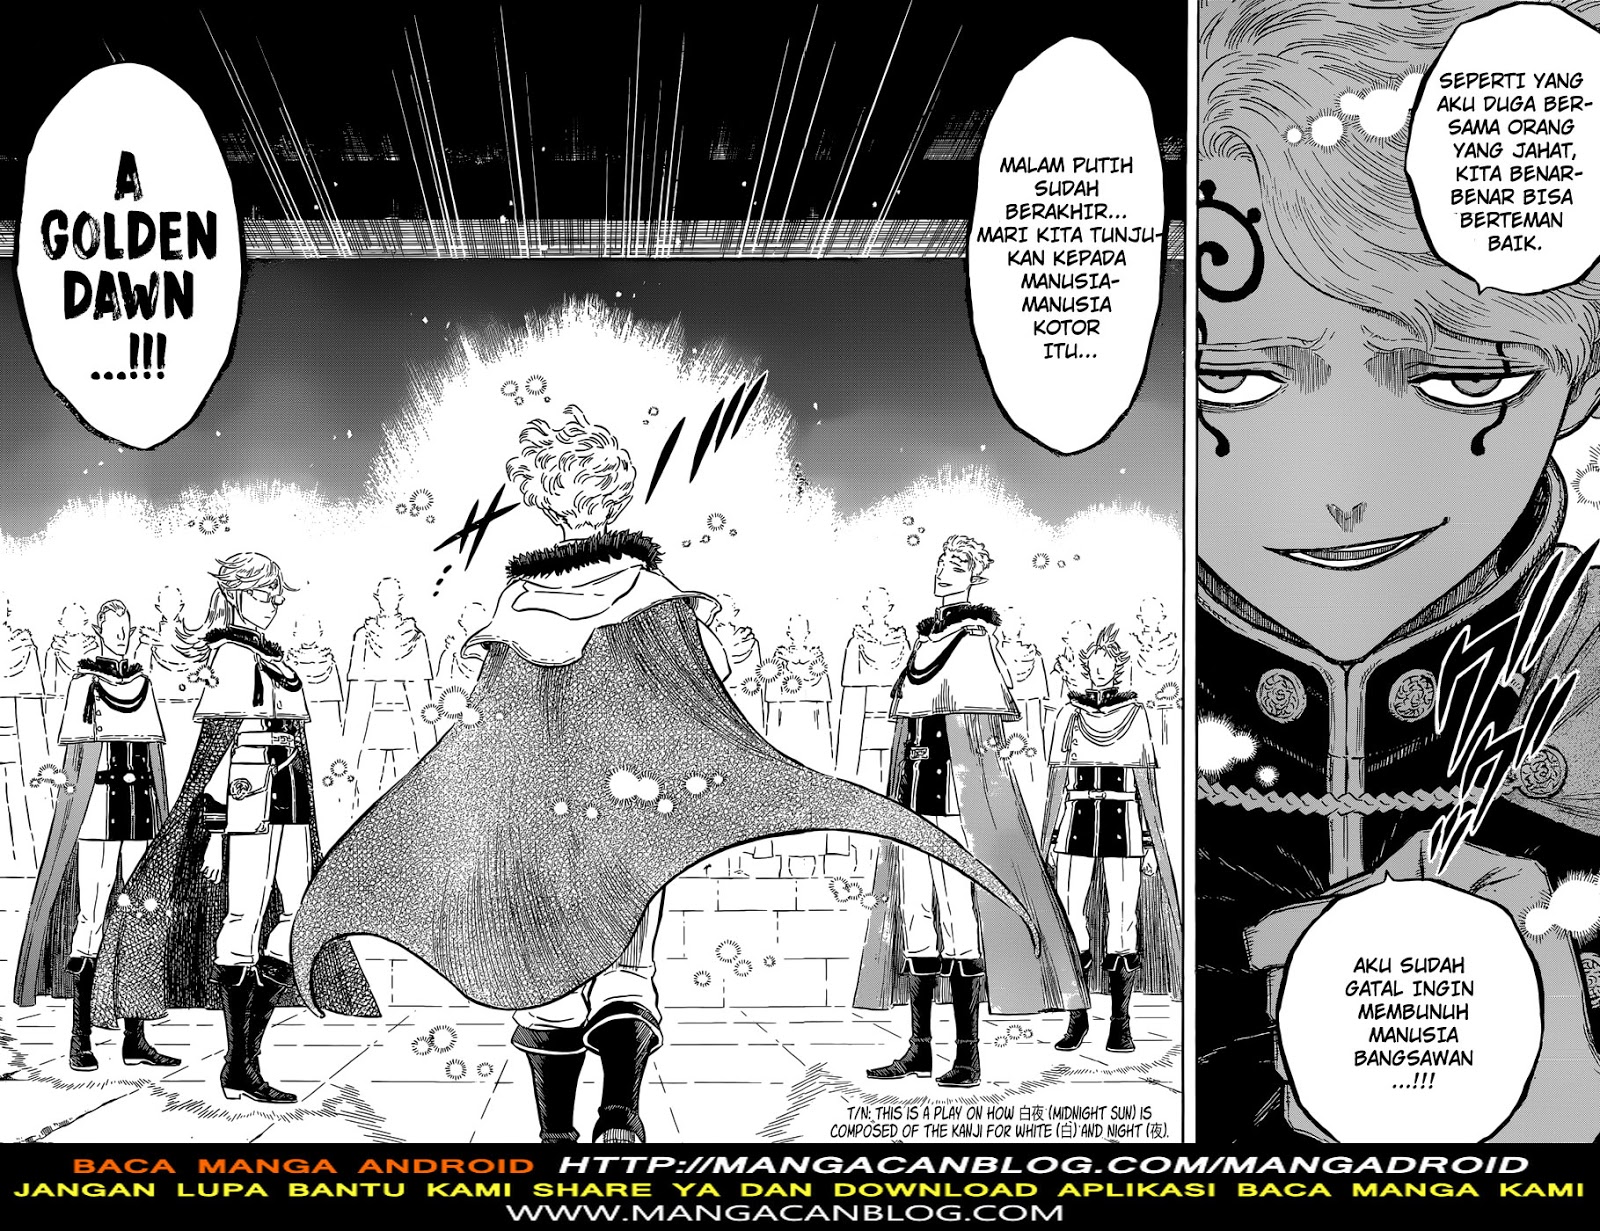 SEPERTI YANG
AKU DUGA BER-
SAMA ORANG
YANG JAHAT,
KITA BENAR-
BENAR BISA
BERTEMAN
BAIK.
AKU SUDAH
GATAL INGIN
MEMBUNUH
MANUSIA
BANGSAWAN
...!!!
MALAM PUTIH
SUDAH
BERAKHIR...
MARI KITA TUNJU-
KAN KEPADA
MANUSIA-
MANUSIA
KOTOR
ITU...
A
GOLDEN
DAWN
...!!!
T/N: THIS IS A PLAY ON HOW 白夜 (MIDNIGHT SUN) IS
COMPOSED OF THE KANJI FOR WHITE (白) AND NIGHT (夜).
BACA MANGA ANDROID HTTP://MANGACANBLOG.COM/MANGADROID
JANGAN LUPA BANTU KAMI SHARE YA DAN DOWNLOAD APLIKASI BACA MANGA KAMI
WWW.MANGACANBLOG.COM